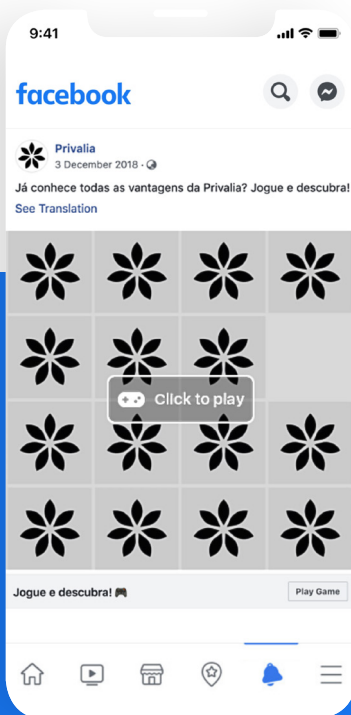 9:41
facebook
Privalia
3 December 2018 ·
Já conhece todas as vantagens da Privalia? Jogue e descubra!
See Translation
Click to play
Jogue e descubra! 🎮
Play Game